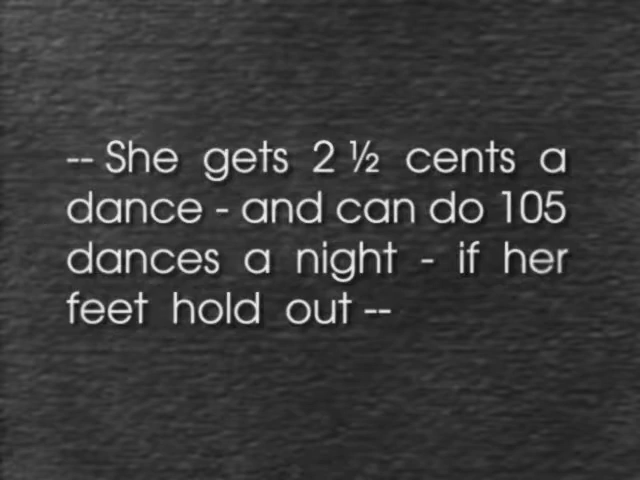 -- She gets 2 ½ cents a
dance - and can do 105
dances a night - if her
feet hold out --